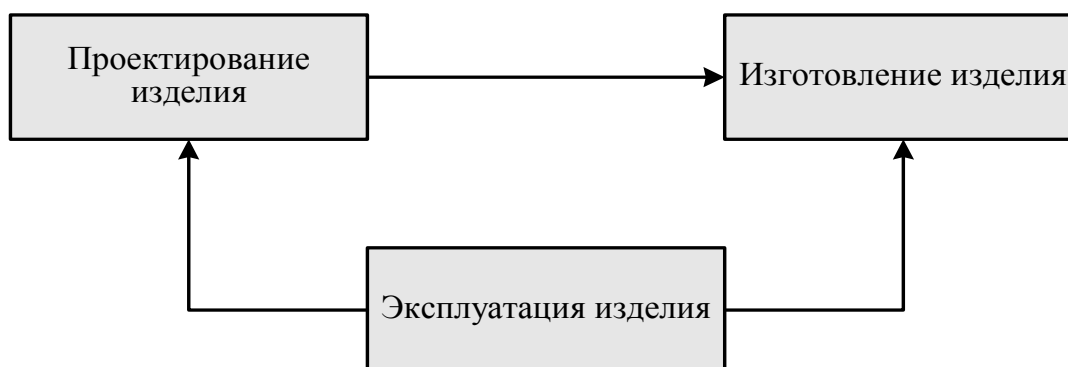 Проектирование
изделия
Изготовление изделия
Эксплуатация изделия